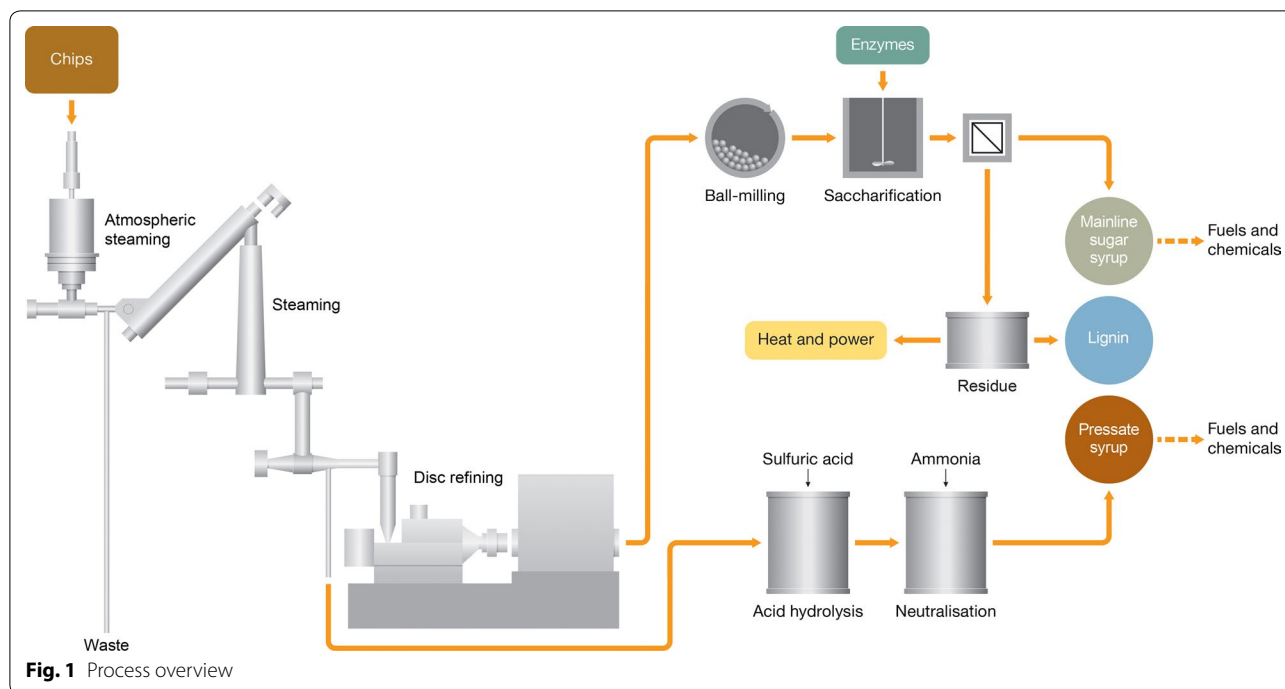 Chips
Enzymes
Atmospheric
steaming
Ball-milling
Saccharification
Mainline
sugar
syrup
Fuels and
chemicals
Steaming
Heat and power
Lignin
Residue
Pressate
syrup
Fuels and
chemicals
Sulfuric acid
Ammonia
Disc refining
Acid hydrolysis
Neutralisation
Waste
Fig. 1 Process overview